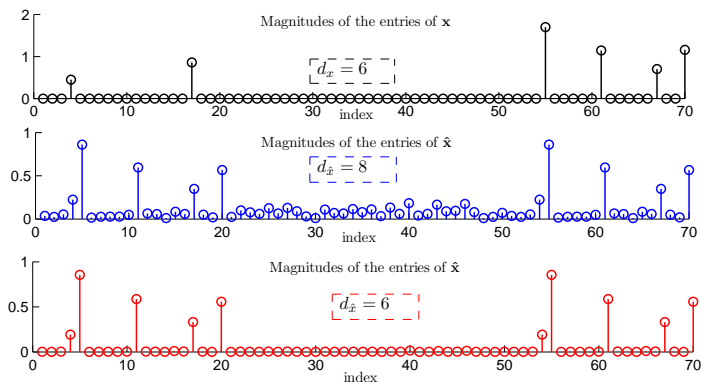 Magnitudes of the entries of x
2
1
0
d_x = 6
0 10 20 30 40 50 60 70
index
Magnitudes of the entries of x̂
1
0.5
0
d_x̂ = 8
0 10 20 30 40 50 60 70
index
Magnitudes of the entries of x̂
1
0.5
0
d_x̂ = 6
0 10 20 30 40 50 60 70
index